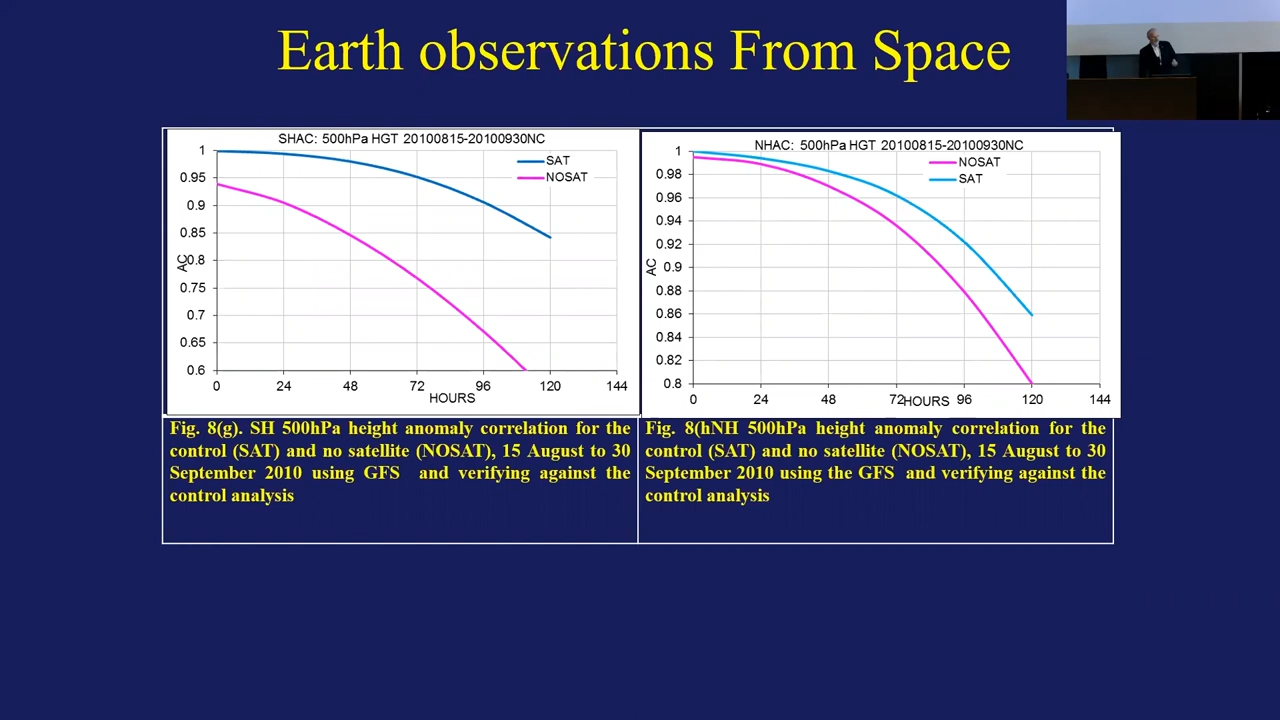 Earth observations From Space
SHAC: 500hPa HGT 20100815-20100930NC
SAT
NOSAT
1
0.95
0.9
0.85
0.8
0.75
0.7
0.65
0.6
AC
0 24 48 72 96 120 144
HOURS
NHAC: 500hPa HGT 20100815-20100930NC
NOSAT
SAT
1
0.98
0.96
0.94
0.92
0.9
0.88
0.86
0.84
0.82
0.8
AC
0 24 48 72 96 120 144
HOURS
Fig. 8(g). SH 500hPa height anomaly correlation for the
control (SAT) and no satellite (NOSAT), 15 August to 30
September 2010 using GFS and verifying against the
control analysis
Fig. 8(hNH 500hPa height anomaly correlation for the
control (SAT) and no satellite (NOSAT), 15 August to 30
September 2010 using the GFS and verifying against the
control analysis